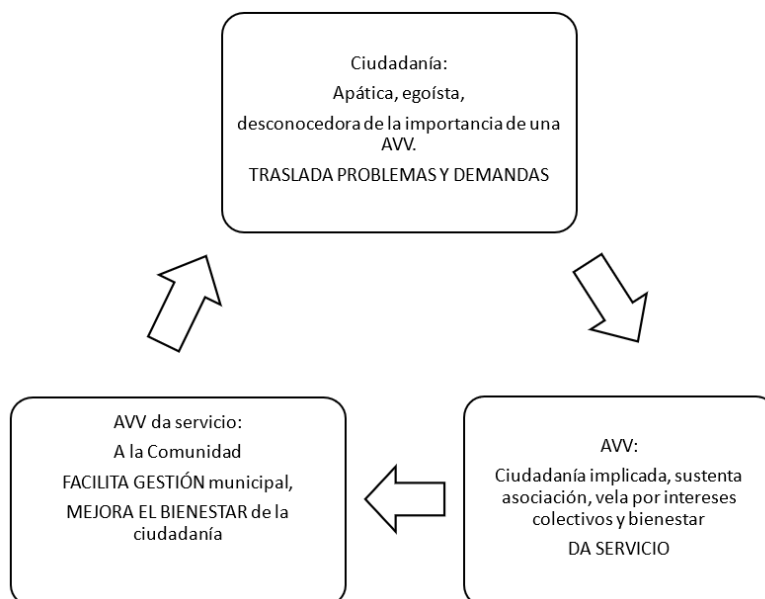 Ciudadanía:
Apática, egoísta,
desconocedora de la importancia de una
AVV.
TRASLADA PROBLEMAS Y DEMANDAS
AVV da servicio:
A la Comunidad
FACILITA GESTIÓN municipal,
MEJORA EL BIENESTAR de la
ciudadanía
AVV:
Ciudadanía implicada, sustenta
asociación, vela por intereses
colectivos y bienestar
DA SERVICIO